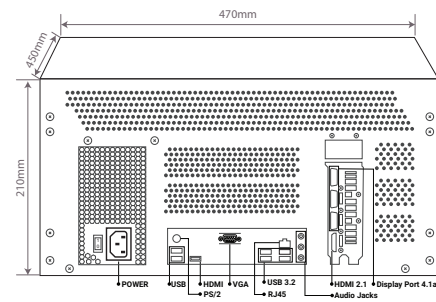 470mm
450mm
210mm
POWER
USB
HDMI
VGA
USB 3.2
HDMI 2.1
Display Port 4.1a
PS/2
RJ45
Audio Jacks